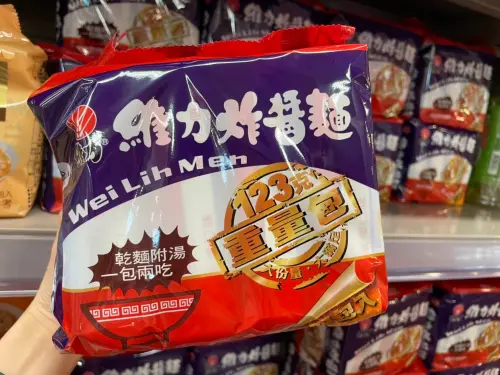 維力炸醤麵
Wei Lih Men
123克
重量包
乾麵附湯
一包兩吃